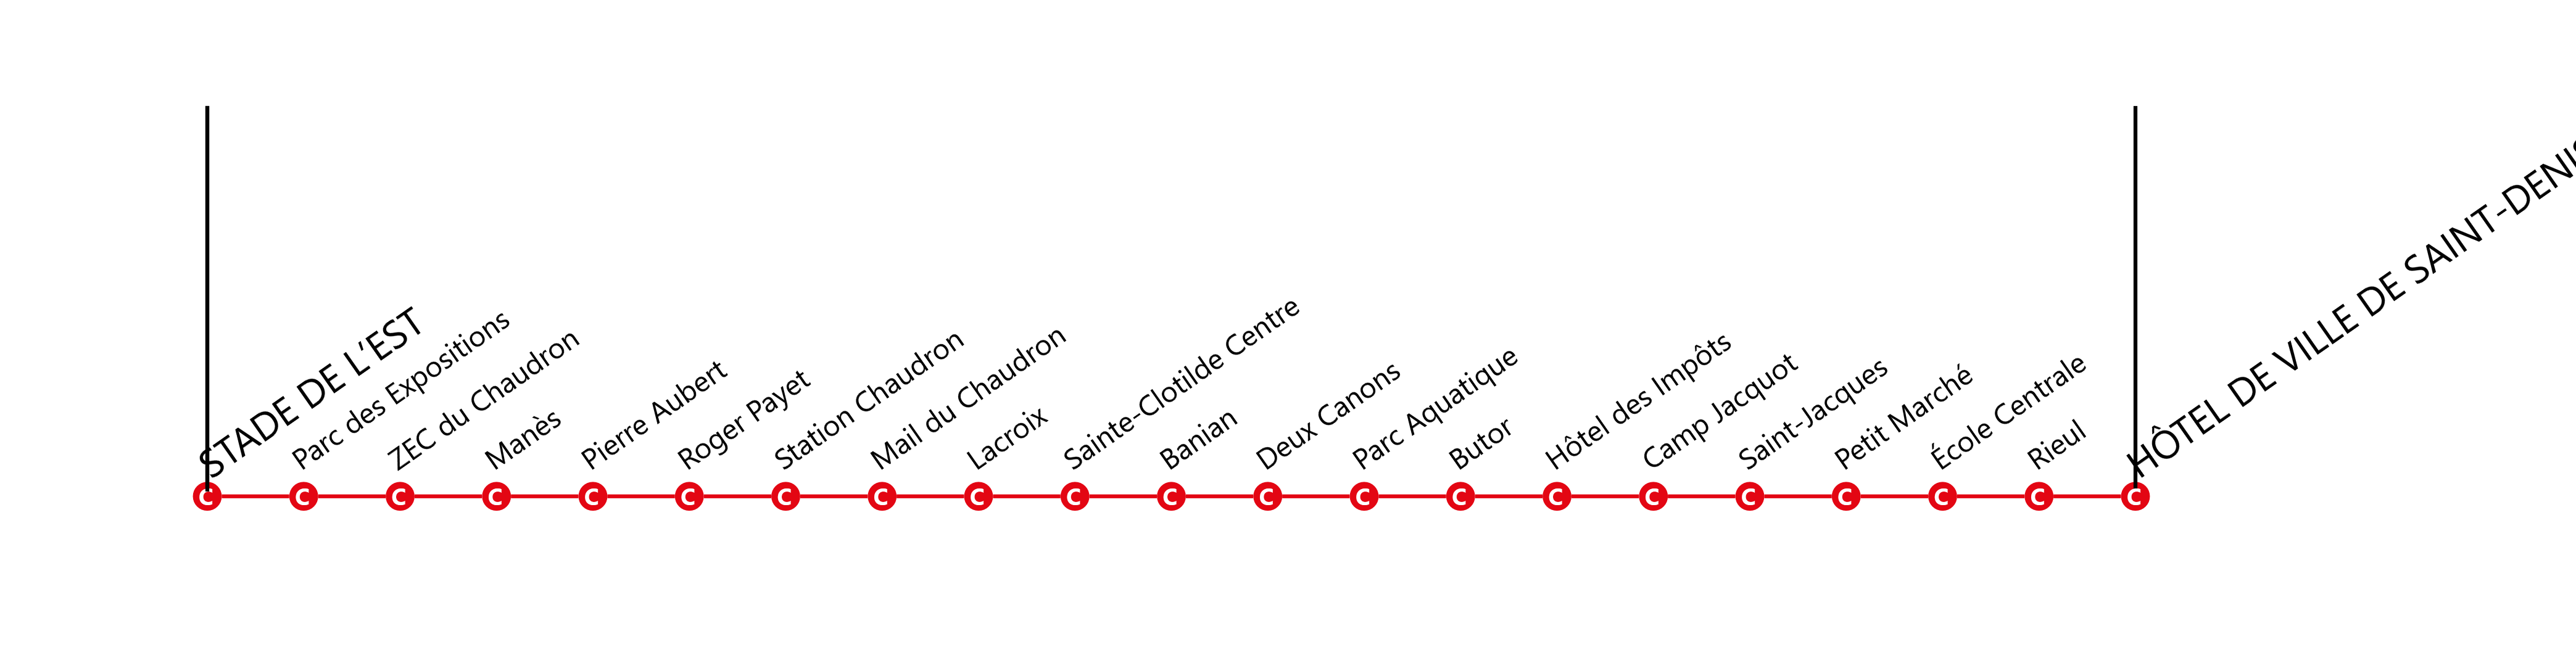 STADE DE L'EST
Parc des Expositions
ZEC du Chaudron
Manès
Pierre Aubert
Roger Payet
Station Chaudron
Mail du Chaudron
Lacroix
Sainte-Clotilde Centre
Banian
Deux Canons
Parc Aquatique
Butor
Hôtel des Impôts
Camp Jacquot
Saint-Jacques
Petit Marché
École Centrale
Rieul
HÔTEL DE VILLE DE SAINT-DENIS
C C C C C C C C C C C C C C C C C C C C C